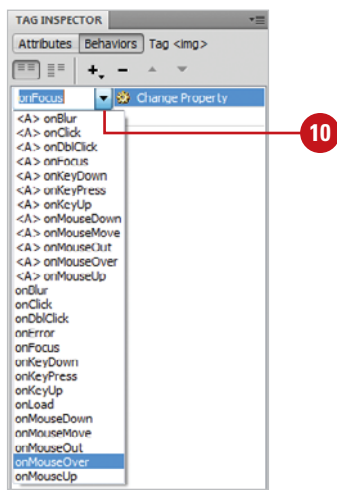 TAG INSPECTOR
Attributes Behaviors Tag <img>
onFocus Change Property
10
<A> onBlur
<A> onClick
<A> onDblClick
<A> onFocus
<A> onKeyDown
<A> onKeyPress
<A> onKeyUp
<A> onMouseDown
<A> onMouseMove
<A> onMouseOut
<A> onMouseOver
<A> onMouseUp
onBlur
onClick
onDblClick
onError
onFocus
onKeyDown
onKeyPress
onKeyUp
onLoad
onMouseDown
onMouseMove
onMouseOut
onMouseOver
onMouseUp